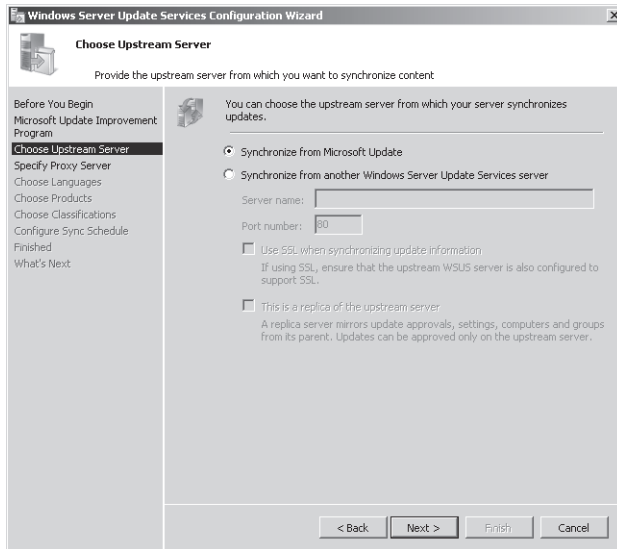 Windows Server Update Services Configuration Wizard
Choose Upstream Server
Provide the upstream server from which you want to synchronize content
Before You Begin
Microsoft Update Improvement
Program
Choose Upstream Server
Specify Proxy Server
Choose Languages
Choose Products
Choose Classifications
Configure Sync Schedule
Finished
What's Next
You can choose the upstream server from which your server synchronizes
updates.
Synchronize from Microsoft Update
Synchronize from another Windows Server Update Services server
Server name:
Port number: 80
Use SSL when synchronizing update information
If using SSL, ensure that the upstream WSUS server is also configured to
support SSL.
This is a replica of the upstream server
A replica server mirrors update approvals, settings, computers and groups
from its parent. Updates can be approved only on the upstream server.
< Back Next > Finish Cancel